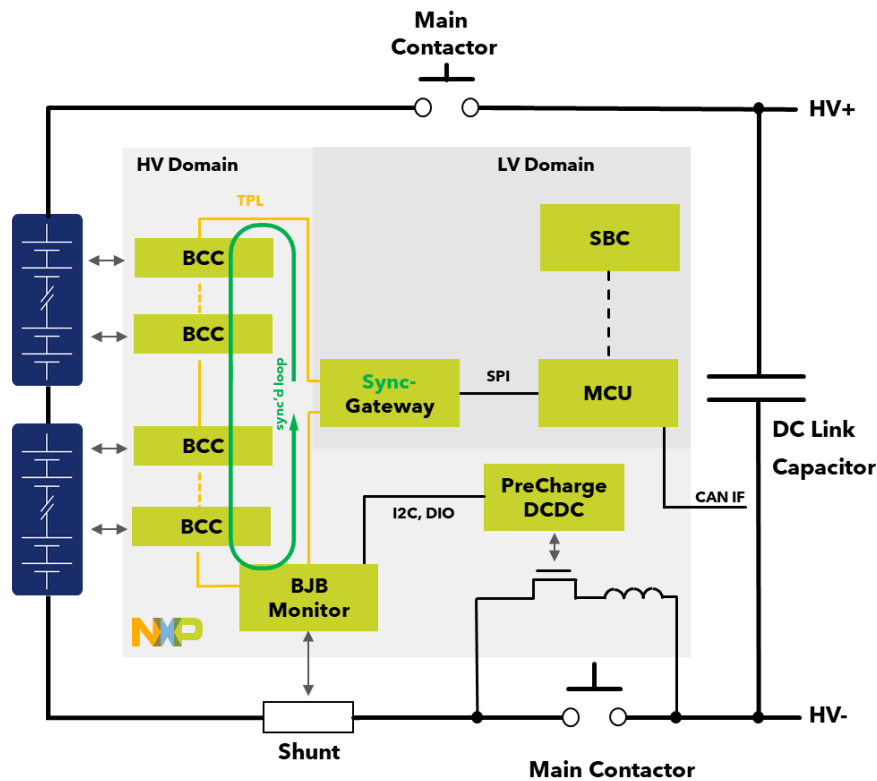 Main
Contactor
HV+
HV Domain
LV Domain
TPL
SBC
BCC
BCC
sync'd loop
Sync-
Gateway
SPI
MCU
DC Link
Capacitor
BCC
PreCharge
DCDC
CAN IF
I2C, DIO
BCC
BJB
Monitor
NXP
HV-
Shunt
Main Contactor